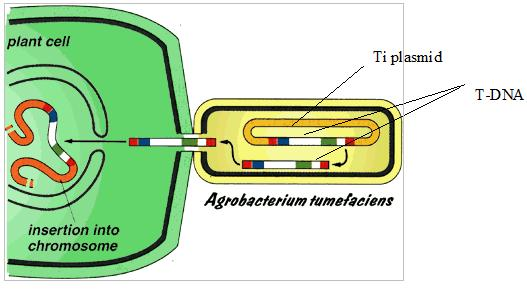 plant cell
Ti plasmid
T-DNA
Agrobacterium tumefaciens
insertion into
chromosome